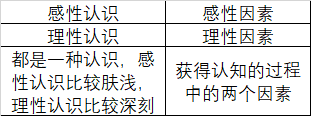 感性认识 感性因素
理性认识 理性因素
都是一种认识，感
性认识比较肤浅，
理性认识比较深刻
获得认知的过程
中的两个因素